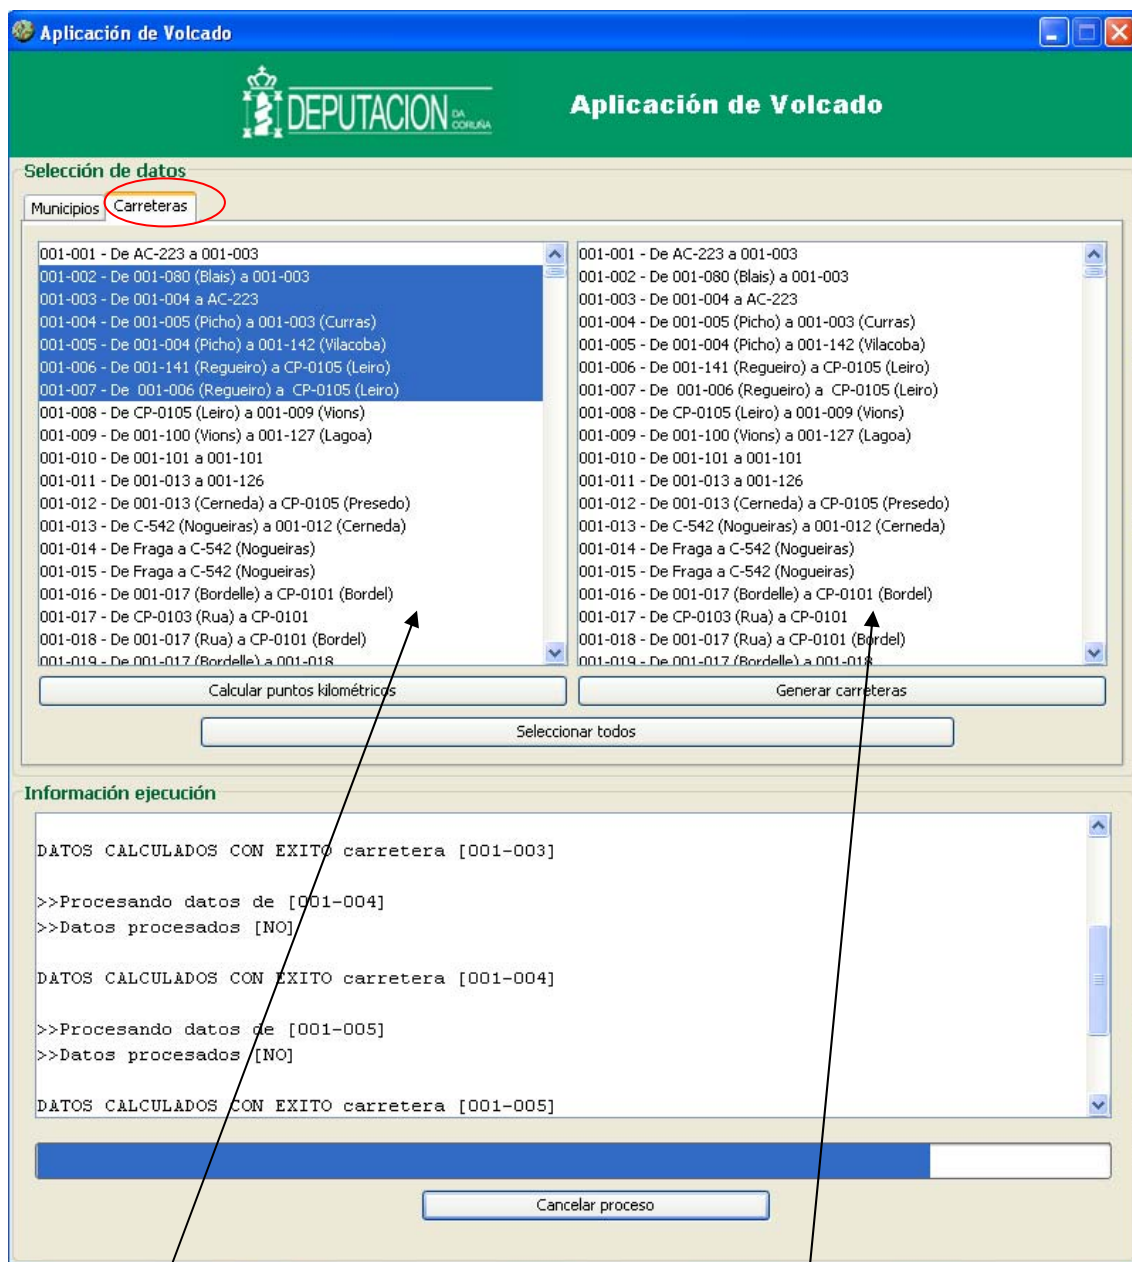 Aplicación de Volcado
DEPUTACION DA CORUÑA
Aplicación de Volcado
Selección de datos
Municipios
Carreteras
001-001 - De AC-223 a 001-003
001-002 - De 001-080 (Blais) a 001-003
001-003 - De 001-004 a AC-223
001-004 - De 001-005 (Picho) a 001-003 (Curras)
001-005 - De 001-004 (Picho) a 001-142 (Vilacoba)
001-006 - De 001-141 (Regueiro) a CP-0105 (Leiro)
001-007 - De  001-006 (Regueiro) a  CP-0105 (Leiro)
001-008 - De CP-0105 (Leiro) a 001-009 (Vions)
001-009 - De 001-100 (Vions) a 001-127 (Lagoa)
001-010 - De 001-101 a 001-101
001-011 - De 001-013 a 001-126
001-012 - De 001-013 (Cerneda) a CP-0105 (Presedo)
001-013 - De C-542 (Nogueiras) a 001-012 (Cerneda)
001-014 - De Fraga a C-542 (Nogueiras)
001-015 - De Fraga a C-542 (Nogueiras)
001-016 - De 001-017 (Bordelle) a CP-0101 (Bordel)
001-017 - De CP-0103 (Rua) a CP-0101
001-018 - De 001-017 (Rua) a CP-0101 (Bordel)
001-019 - De 001-017 (Bordelle) a 001-018
001-001 - De AC-223 a 001-003
001-002 - De 001-080 (Blais) a 001-003
001-003 - De 001-004 a AC-223
001-004 - De 001-005 (Picho) a 001-003 (Curras)
001-005 - De 001-004 (Picho) a 001-142 (Vilacoba)
001-006 - De 001-141 (Regueiro) a CP-0105 (Leiro)
001-007 - De  001-006 (Regueiro) a  CP-0105 (Leiro)
001-008 - De CP-0105 (Leiro) a 001-009 (Vions)
001-009 - De 001-100 (Vions) a 001-127 (Lagoa)
001-010 - De 001-101 a 001-101
001-011 - De 001-013 a 001-126
001-012 - De 001-013 (Cerneda) a CP-0105 (Presedo)
001-013 - De C-542 (Nogueiras) a 001-012 (Cerneda)
001-014 - De Fraga a C-542 (Nogueiras)
001-015 - De Fraga a C-542 (Nogueiras)
001-016 - De 001-017 (Bordelle) a CP-0101 (Bordel)
001-017 - De CP-0103 (Rua) a CP-0101
001-018 - De 001-017 (Rua) a CP-0101 (Bordel)
001-019 - De 001-017 (Bordelle) a 001-018
Calcular puntos kilométricos
Generar carreteras
Seleccionar todos
Información ejecución
DATOS CALCULADOS CON EXITO carretera [001-003]
>>Procesando datos de [001-004]
>>Datos procesados [NO]
DATOS CALCULADOS CON EXITO carretera [001-004]
>>Procesando datos de [001-005]
>>Datos procesados [NO]
DATOS CALCULADOS CON EXITO carretera [001-005]
Cancelar proceso